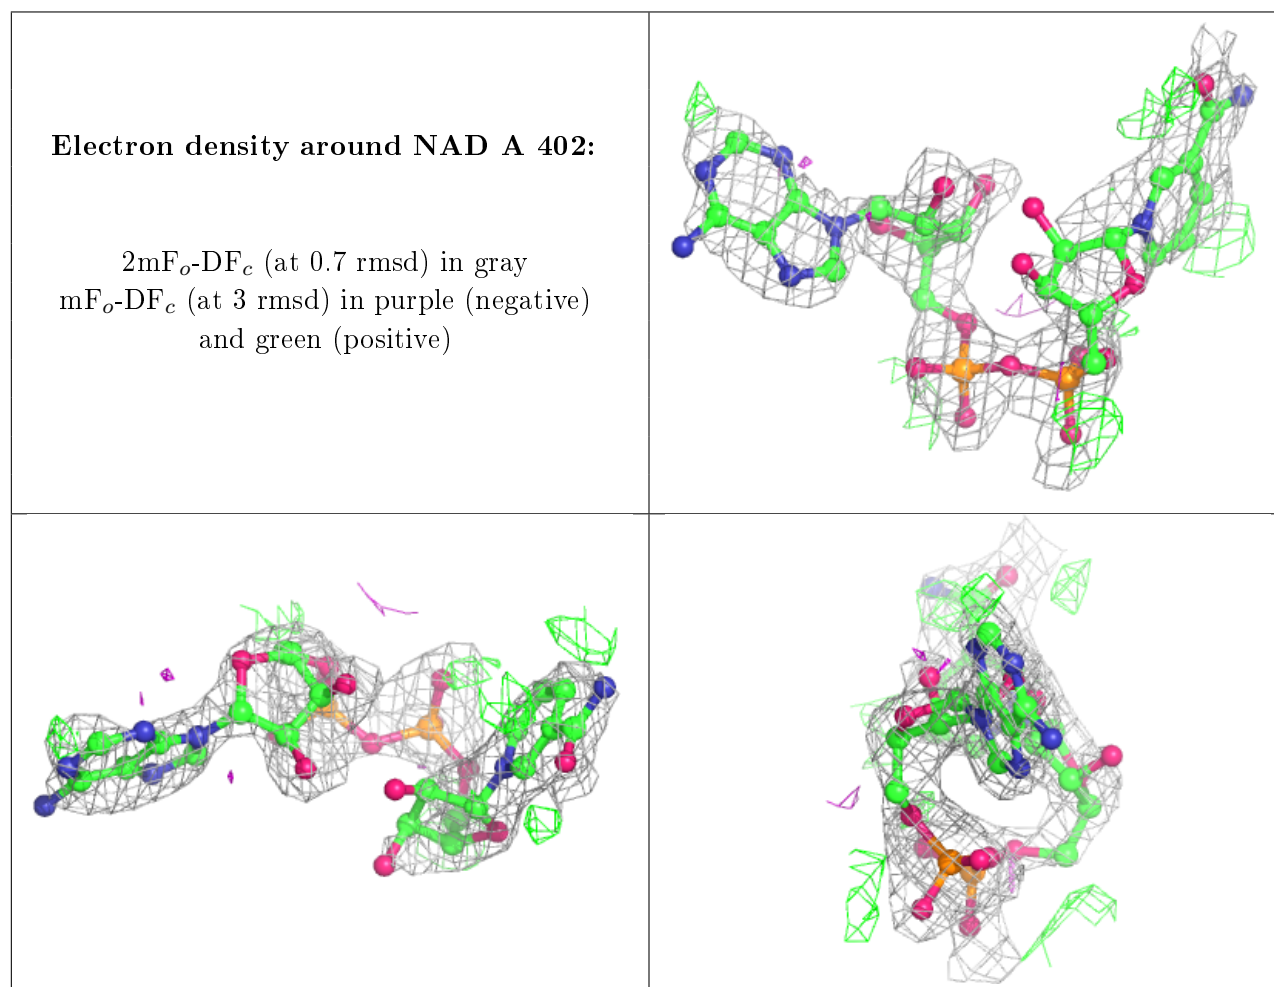 Electron density around NAD A 402:
2mFo-DFc (at 0.7 rmsd) in gray
mFo-DFc (at 3 rmsd) in purple (negative)
and green (positive)